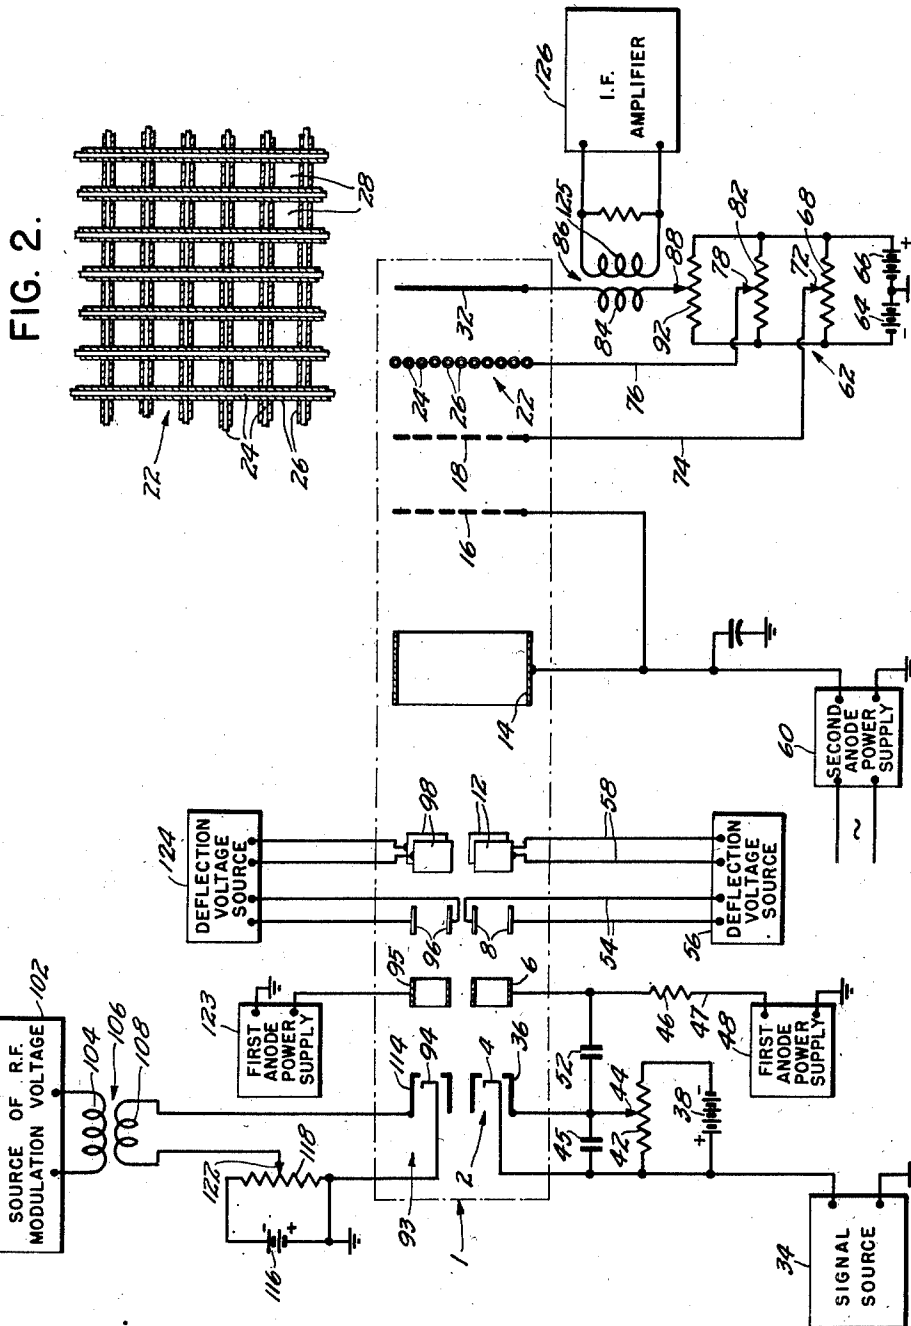 FIG. 2.
22
24
26
28
SOURCE OF R.F.
MODULATION VOLTAGE
102
104
106
108
122
118
116
- +
93
1
114
94
2
4
36
123
FIRST
ANODE
POWER
SUPPLY
95
6
124
DEFLECTION
VOLTAGE
SOURCE
96
8
98
12
54
58
56
DEFLECTION
VOLTAGE
SOURCE
14
16
18
24
26
22
32
34
SIGNAL
SOURCE
45
52
42
44
+ 38 -
46
47
48
FIRST
ANODE
POWER
SUPPLY
60
SECOND
ANODE
POWER
SUPPLY
~
74
76
84
86
125
126
I.F.
AMPLIFIER
88
92
78
82
72
68
62
- 64 66 +